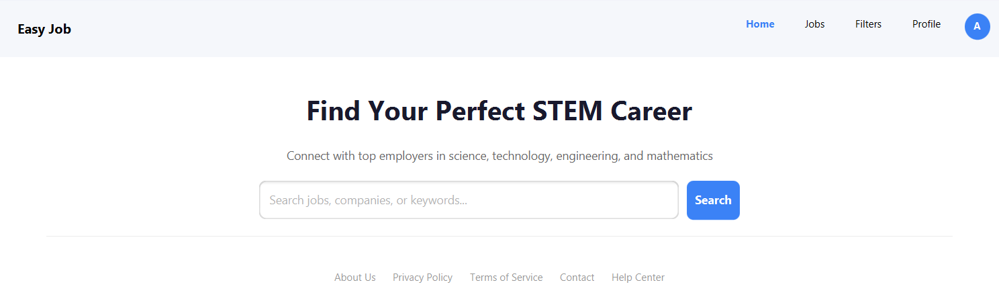 Easy Job
Home Jobs Filters Profile A
Find Your Perfect STEM Career
Connect with top employers in science, technology, engineering, and mathematics
Search jobs, companies, or keywords... Search
About Us Privacy Policy Terms of Service Contact Help Center